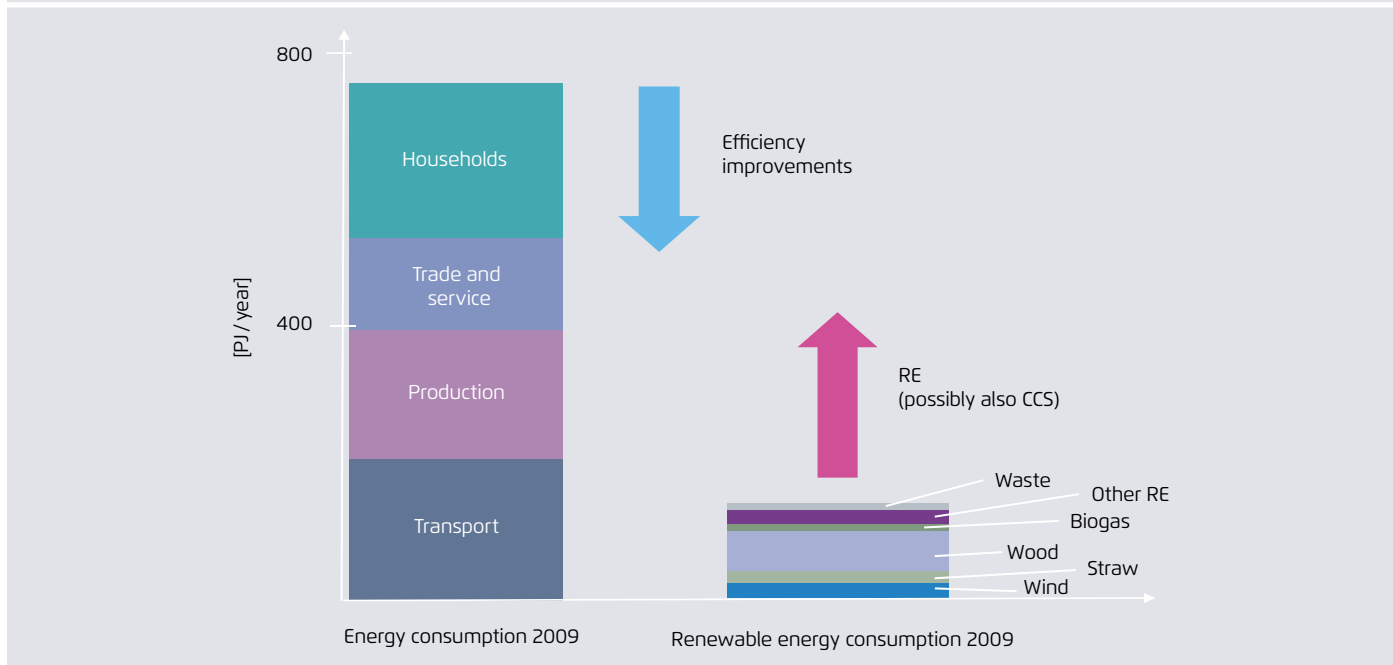 800
400
[PJ / year]
Households
Trade and
service
Production
Transport
Efficiency
improvements
RE
(possibly also CCS)
Waste
Other RE
Biogas
Wood
Straw
Wind
Energy consumption 2009
Renewable energy consumption 2009